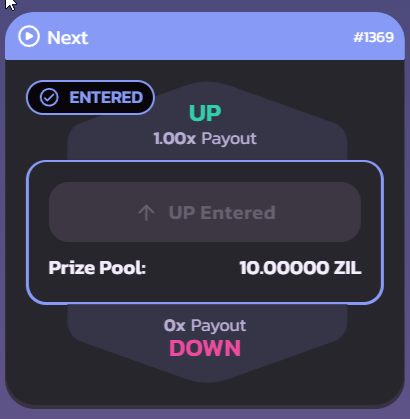 Next #1369
ENTERED
UP
1.00x Payout
UP Entered
Prize Pool: 10.00000 ZIL
0x Payout
DOWN